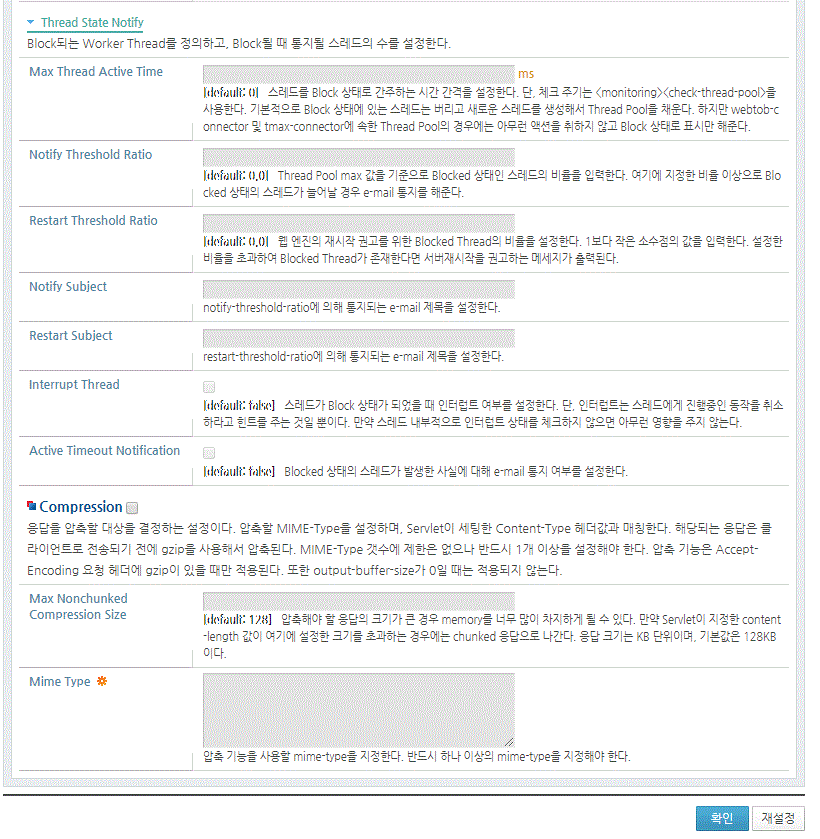 Thread State Notify
Block되는 Worker Thread를 정의하고, Block될 때 통지될 스레드의 수를 설정한다.
Max Thread Active Time
ms
[default: 0] 스레드를 Block 상태로 간주하는 시간 간격을 설정한다. 단, 체크 주기는 <monitoring><check-thread-pool>을
사용한다. 기본적으로 Block 상태에 있는 스레드는 버리고 새로운 스레드를 생성해서 Thread Pool을 채운다. 하지만 webtob-c
onnector 및 tmax-connector에 속한 Thread Pool의 경우에는 아무런 액션을 취하지 않고 Block 상태로 표시만 해준다.
Notify Threshold Ratio
[default: 0.0] Thread Pool max 값을 기준으로 Blocked 상태인 스레드의 비율을 입력한다. 여기에 지정한 비율 이상으로 Blo
cked 상태의 스레드가 늘어날 경우 e-mail 통지를 해준다.
Restart Threshold Ratio
[default: 0.0] 웹 엔진의 재시작 권고를 위한 Blocked Thread의 비율을 설정한다. 1보다 작은 소수점의 값을 입력한다. 설정한
비율을 초과하여 Blocked Thread가 존재한다면 서버재시작을 권고하는 메세지가 출력된다.
Notify Subject
notify-threshold-ratio에 의해 통지되는 e-mail 제목을 설정한다.
Restart Subject
restart-threshold-ratio에 의해 통지되는 e-mail 제목을 설정한다.
Interrupt Thread
[default: false] 스레드가 Block 상태가 되었을 때 인터럽트 여부를 설정한다. 단, 인터럽트는 스레드에게 진행중인 동작을 취소
하라고 힌트를 주는 것일 뿐이다. 만약 스레드 내부적으로 인터럽트 상태를 체크하지 않으면 아무런 영향을 주지 않는다.
Active Timeout Notification
[default: false] Blocked 상태의 스레드가 발생한 사실에 대해 e-mail 통지 여부를 설정한다.
Compression
응답을 압축할 대상을 결정하는 설정이다. 압축할 MIME-Type을 설정하며, Servlet이 세팅한 Content-Type 헤더값과 매칭한다. 해당되는 응답은 클
라이언트로 전송되기 전에 gzip을 사용해서 압축된다. MIME-Type 갯수에 제한은 없으나 반드시 1개 이상을 설정해야 한다. 압축 기능은 Accept-
Encoding 요청 헤더에 gzip이 있을 때만 적용된다. 또한 output-buffer-size가 0일 때는 적용되지 않는다.
Max Nonchunked
Compression Size
[default: 128] 압축해야 할 응답의 크기가 큰 경우 memory를 너무 많이 차지하게 될 수 있다. 만약 Servlet이 지정한 content
-length 값이 여기에 설정한 크기를 초과하는 경우에는 chunked 응답으로 나간다. 응답 크기는 KB 단위이며, 기본값은 128KB
이다.
Mime Type
압축 기능을 사용할 mime-type을 지정한다. 반드시 하나 이상의 mime-type을 지정해야 한다.
확인 재설정